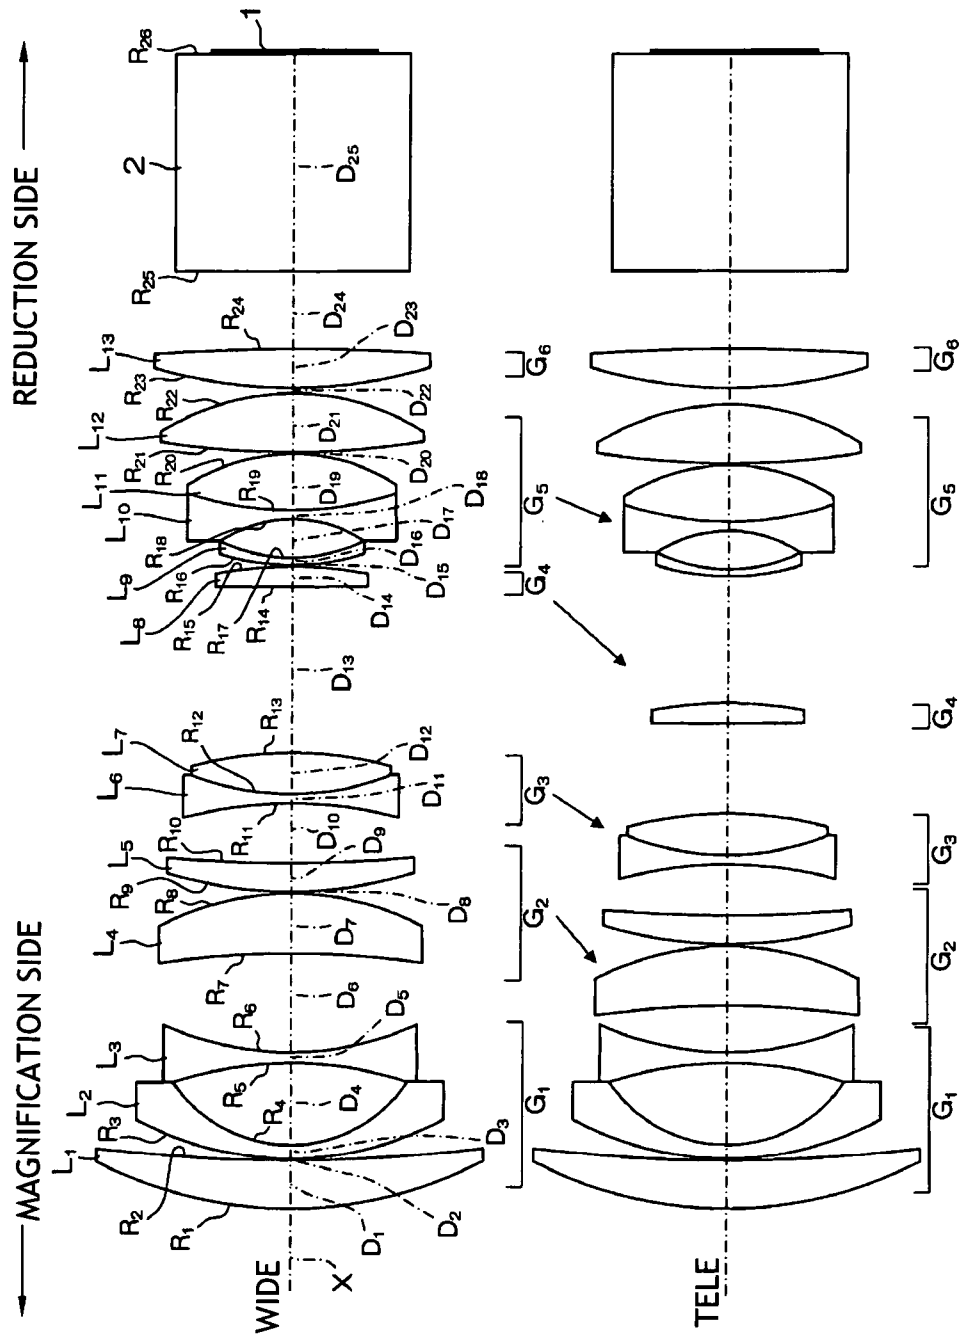 MAGNIFICATION SIDE REDUCTION SIDE
L1 L2 L3 L4 L5 L6 L7 L8 L9 L10 L11 L12 L13 2 1
R1 R2 R3 R4 R5 R6 R7 R8 R9 R10 R11 R12 R13 R14 R15 R17 R16 R18 R19 R20 R21 R22 R23 R24 R25 R26
WIDE
X D1 D2 D3 D4 D5 D6 D7 D8 D9 D10 D11 D12 D13 D14 D15 D16 D17 D18 D19 D20 D21 D22 D23 D24 D25
G1 G2 G3 G4 G5 G6
TELE
G1 G2 G3 G4 G5 G6